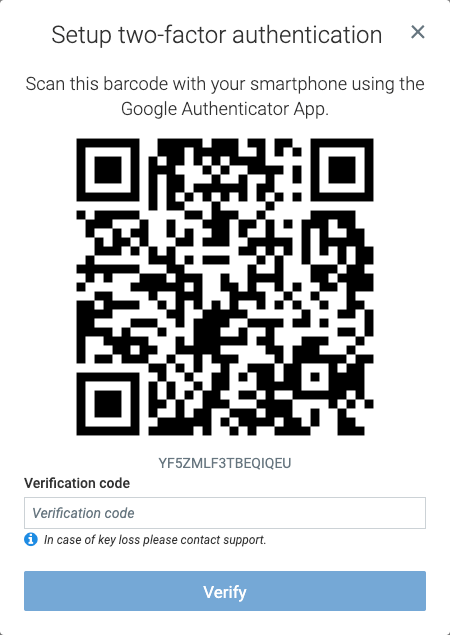 Setup two-factor authentication
Scan this barcode with your smartphone using the
Google Authenticator App.
YF5ZMLF3TBEQIQEU
Verification code
Verification code
In case of key loss please contact support.
Verify